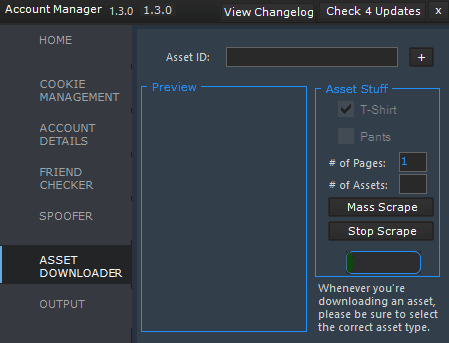 Account Manager 1.3.0 1.3.0 View Changelog Check 4 Updates x
HOME
COOKIE
MANAGEMENT
ACCOUNT
DETAILS
FRIEND
CHECKER
SPOOFER
ASSET
DOWNLOADER
OUTPUT
Asset ID: +
Preview
Asset Stuff
T-Shirt
Pants
# of Pages: 1
# of Assets:
Mass Scrape
Stop Scrape
Whenever you're
downloading an asset,
please be sure to select
the correct asset type.